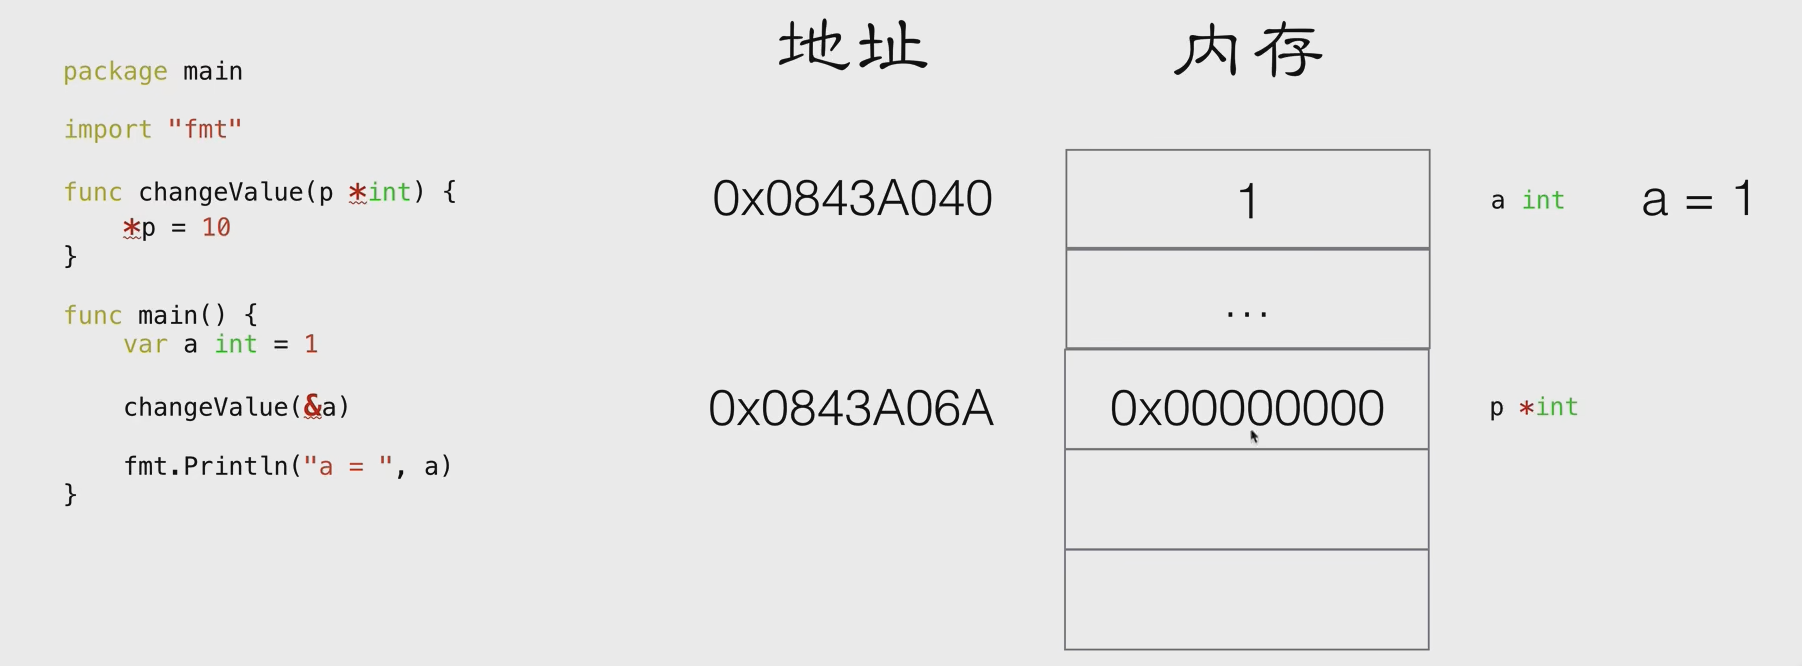 package main
import "fmt"
func changeValue(p *int) {
*p = 10
}
func main() {
var a int = 1
changeValue(&a)
fmt.Println("a = ", a)
}
地址 内存
0x0843A040 1 a int a = 1
...
0x0843A06A 0x00000000 p *int